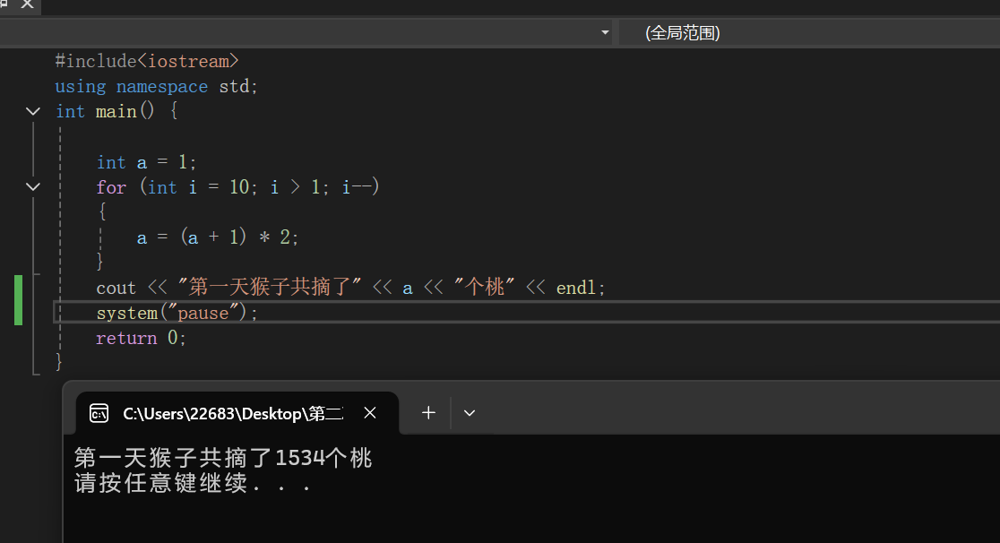 (全局范围)
#include<iostream>
using namespace std;
int main() {
int a = 1;
for (int i = 10; i > 1; i--)
{
a = (a + 1) * 2;
}
cout << "第一天猴子共摘了" << a << "个桃" << endl;
system("pause");
return 0;
}
C:\Users\22683\Desktop\第二
第一天猴子共摘了1534个桃
请按任意键继续. . .